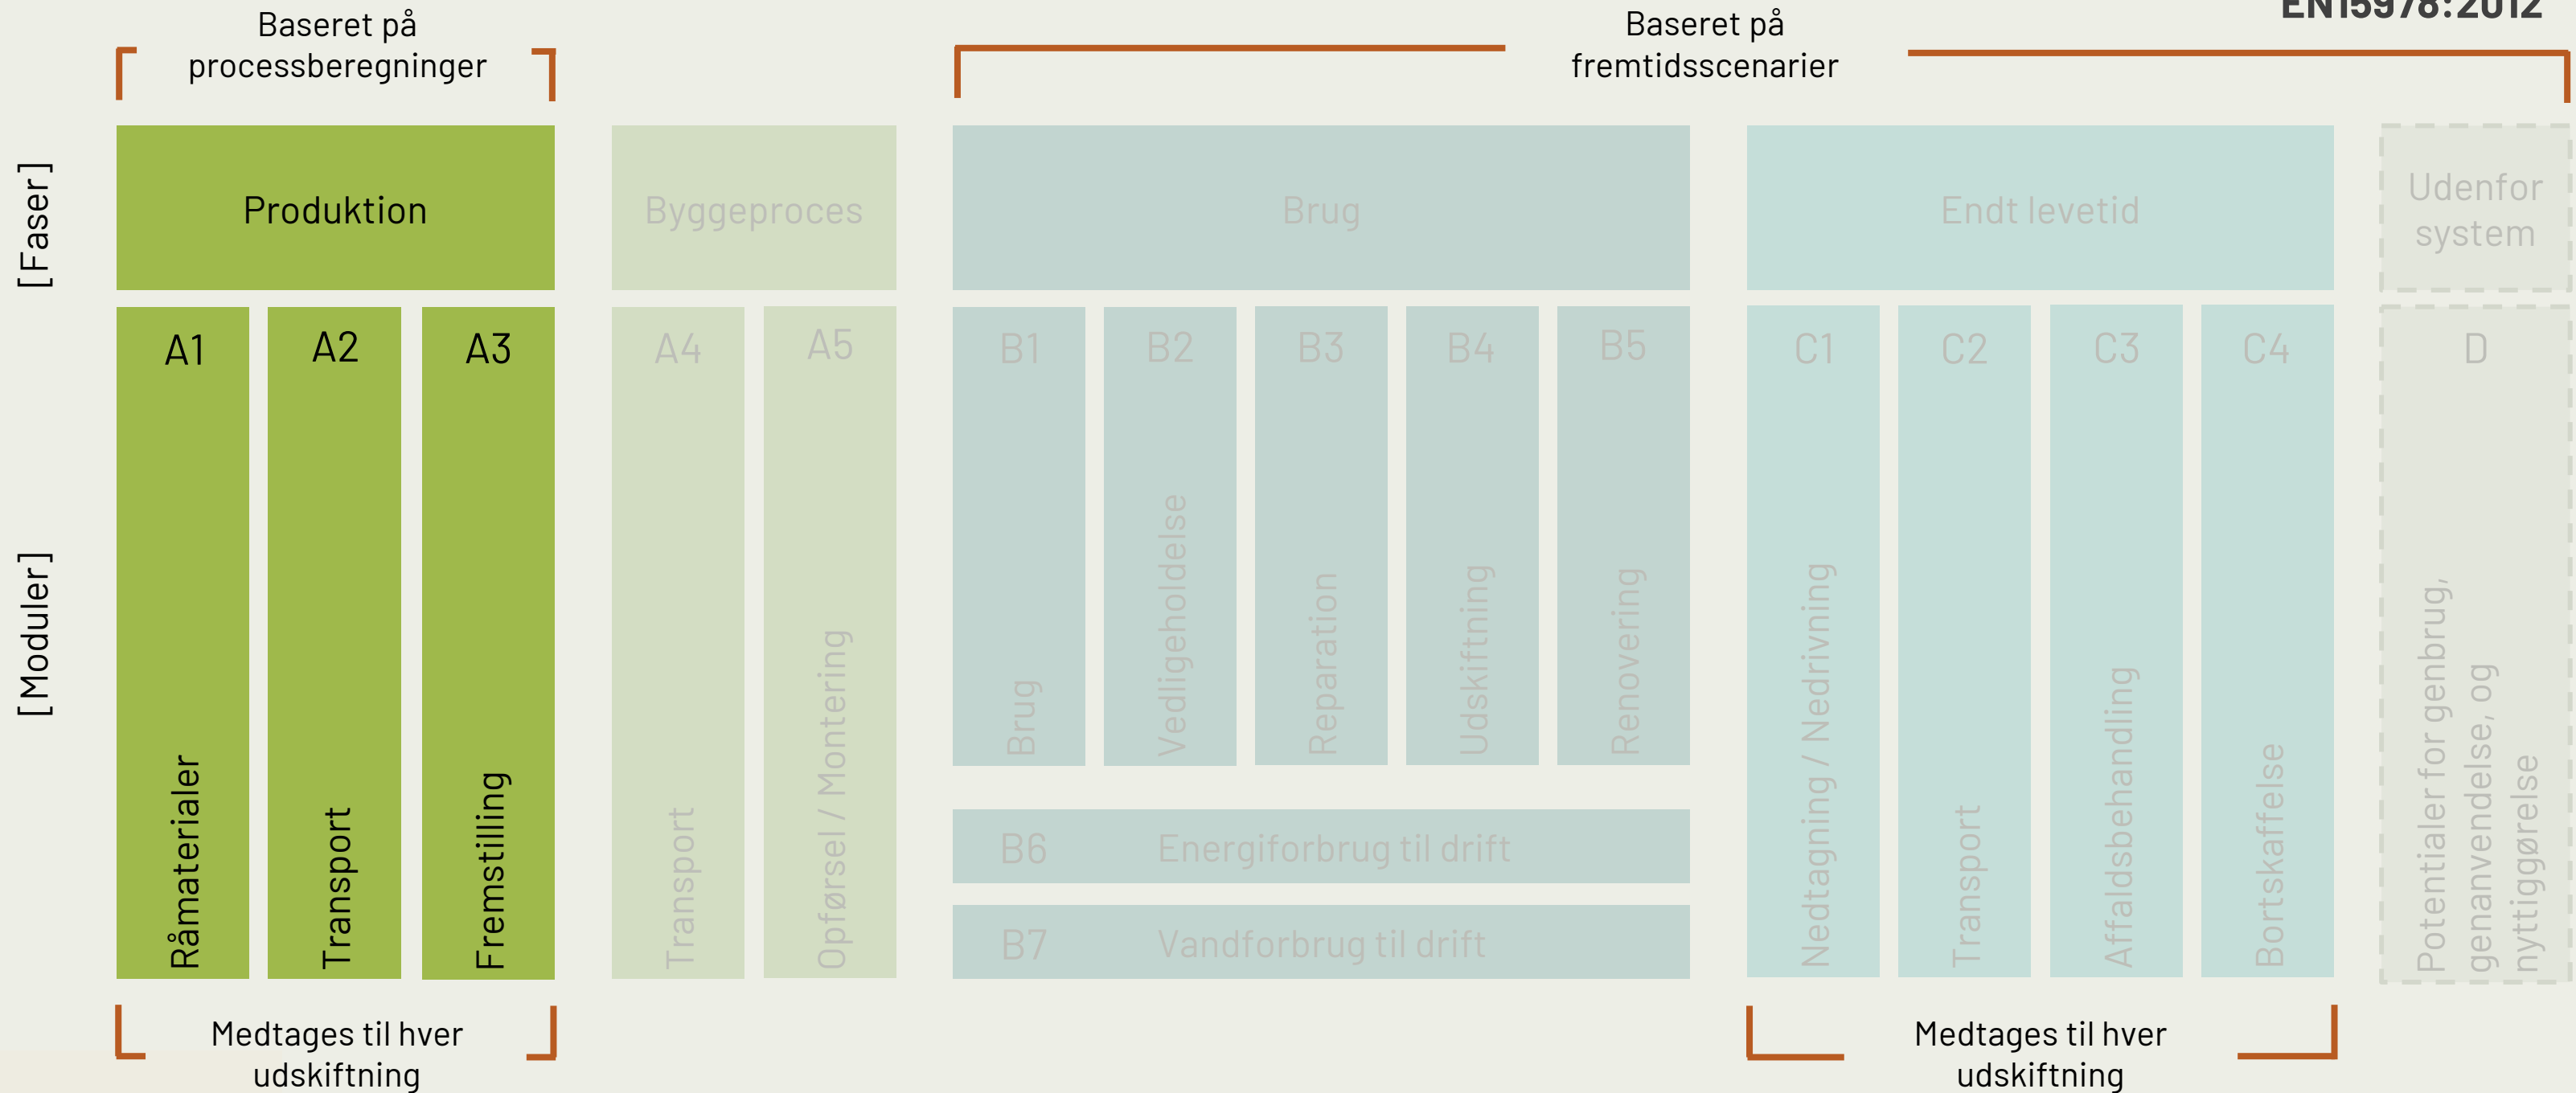 EN15978:2012
Baseret på
processberegninger
Baseret på
fremtidsscenarier
[Faser]
Produktion
Byggeproces
Brug
Endt levetid
Udenfor
system
[Moduler]
A1
Råmaterialer
A2
Transport
A3
Fremstilling
A4
Transport
A5
Opførsel / Montering
B1
Brug
B2
Vedligeholdelse
B3
Reparation
B4
Udskiftning
B5
Renovering
B6 Energiforbrug til drift
B7 Vandforbrug til drift
C1
Nedtagning / Nedrivning
C2
Transport
C3
Affaldsbehandling
C4
Bortskaffelse
D
Potentialer for genbrug,
genanvendelse, og
nyttiggørelse
Medtages til hver
udskiftning
Medtages til hver
udskiftning